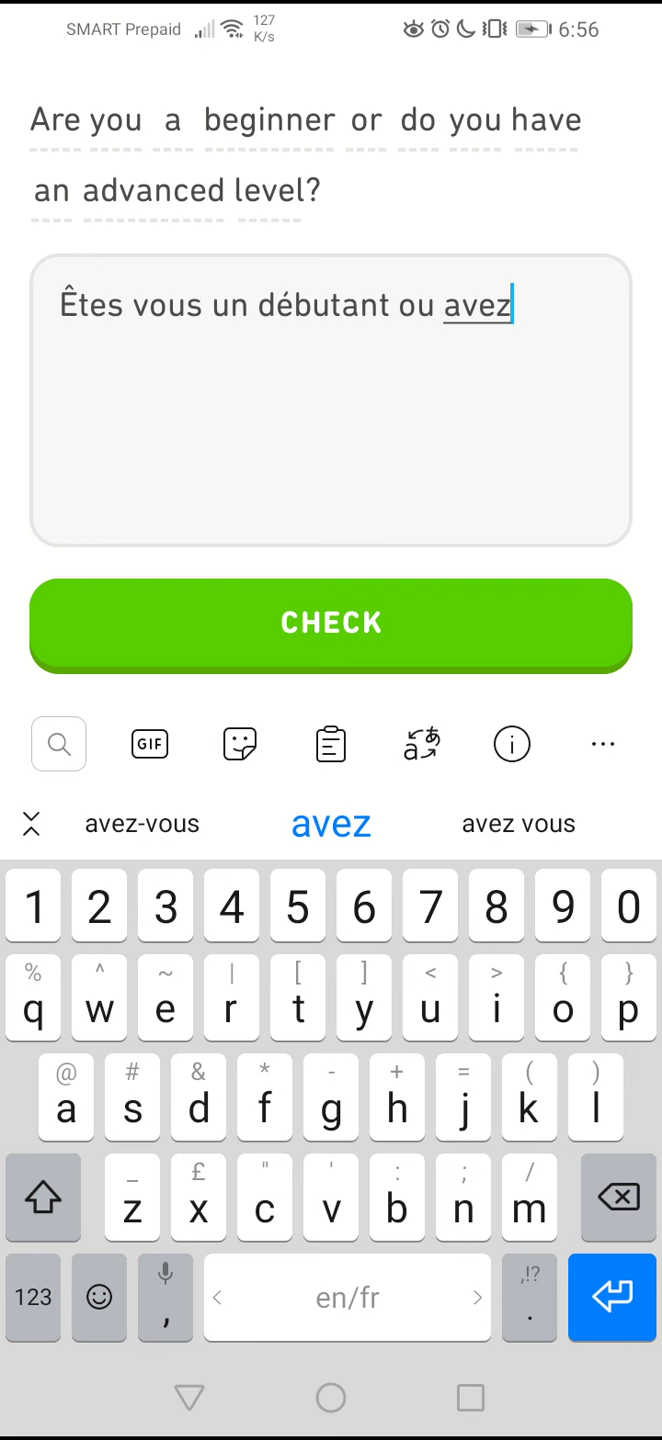 SMART Prepaid 127 K/s 6:56
Are you a beginner or do you have
an advanced level?
Êtes vous un débutant ou avez
CHECK
GIF
avez-vous avez avez vous
1 2 3 4 5 6 7 8 9 0
% ^ ~ | [ ] < > { }
q w e r t y u i o p
@ # & * - + = ( )
a s d f g h j k l
_ £ " ' : ; /
z x c v b n m
123 , < en/fr > ,!? .